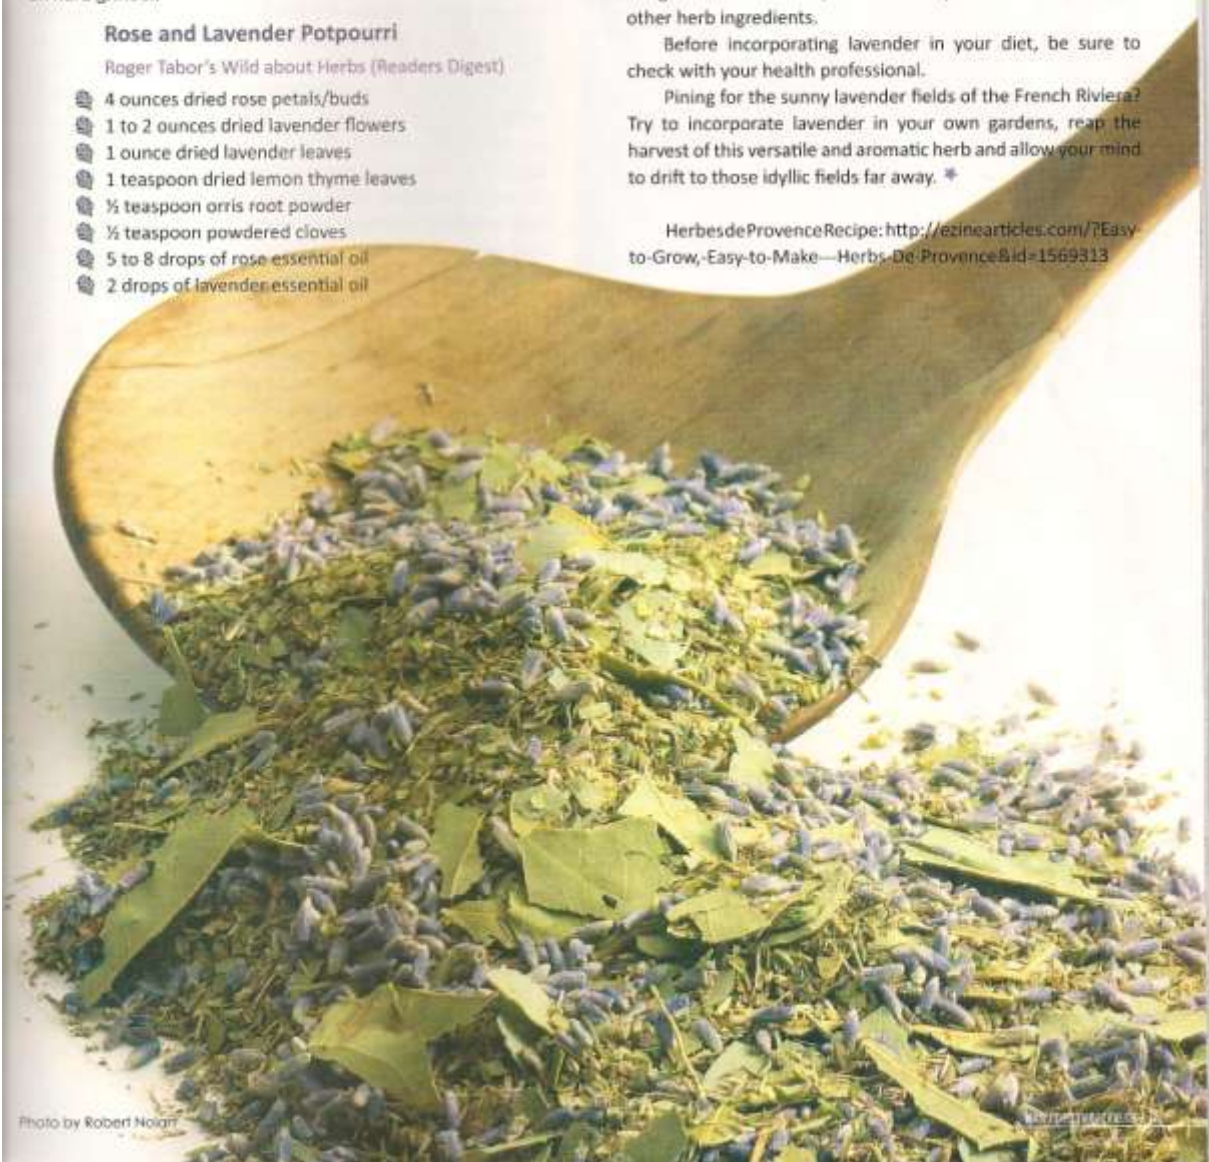 Rose and Lavender Potpourri
Roger Tabor's Wild about Herbs (Readers Digest)
4 ounces dried rose petals/buds
1 to 2 ounces dried lavender flowers
1 ounce dried lavender leaves
1 teaspoon dried lemon thyme leaves
½ teaspoon orris root powder
½ teaspoon powdered cloves
5 to 8 drops of rose essential oil
2 drops of lavender essential oil
other herb ingredients.
Before incorporating lavender in your diet, be sure to
check with your health professional.
Pining for the sunny lavender fields of the French Riviera?
Try to incorporate lavender in your own gardens, reap the
harvest of this versatile and aromatic herb and allow your mind
to drift to those idyllic fields far away. *
Herbes de Provence Recipe: http://ezinearticles.com/?Easy-
to-Grow,-Easy-to-Make---Herbs-De-Provence&id=1569313
Photo by Robert Nolan